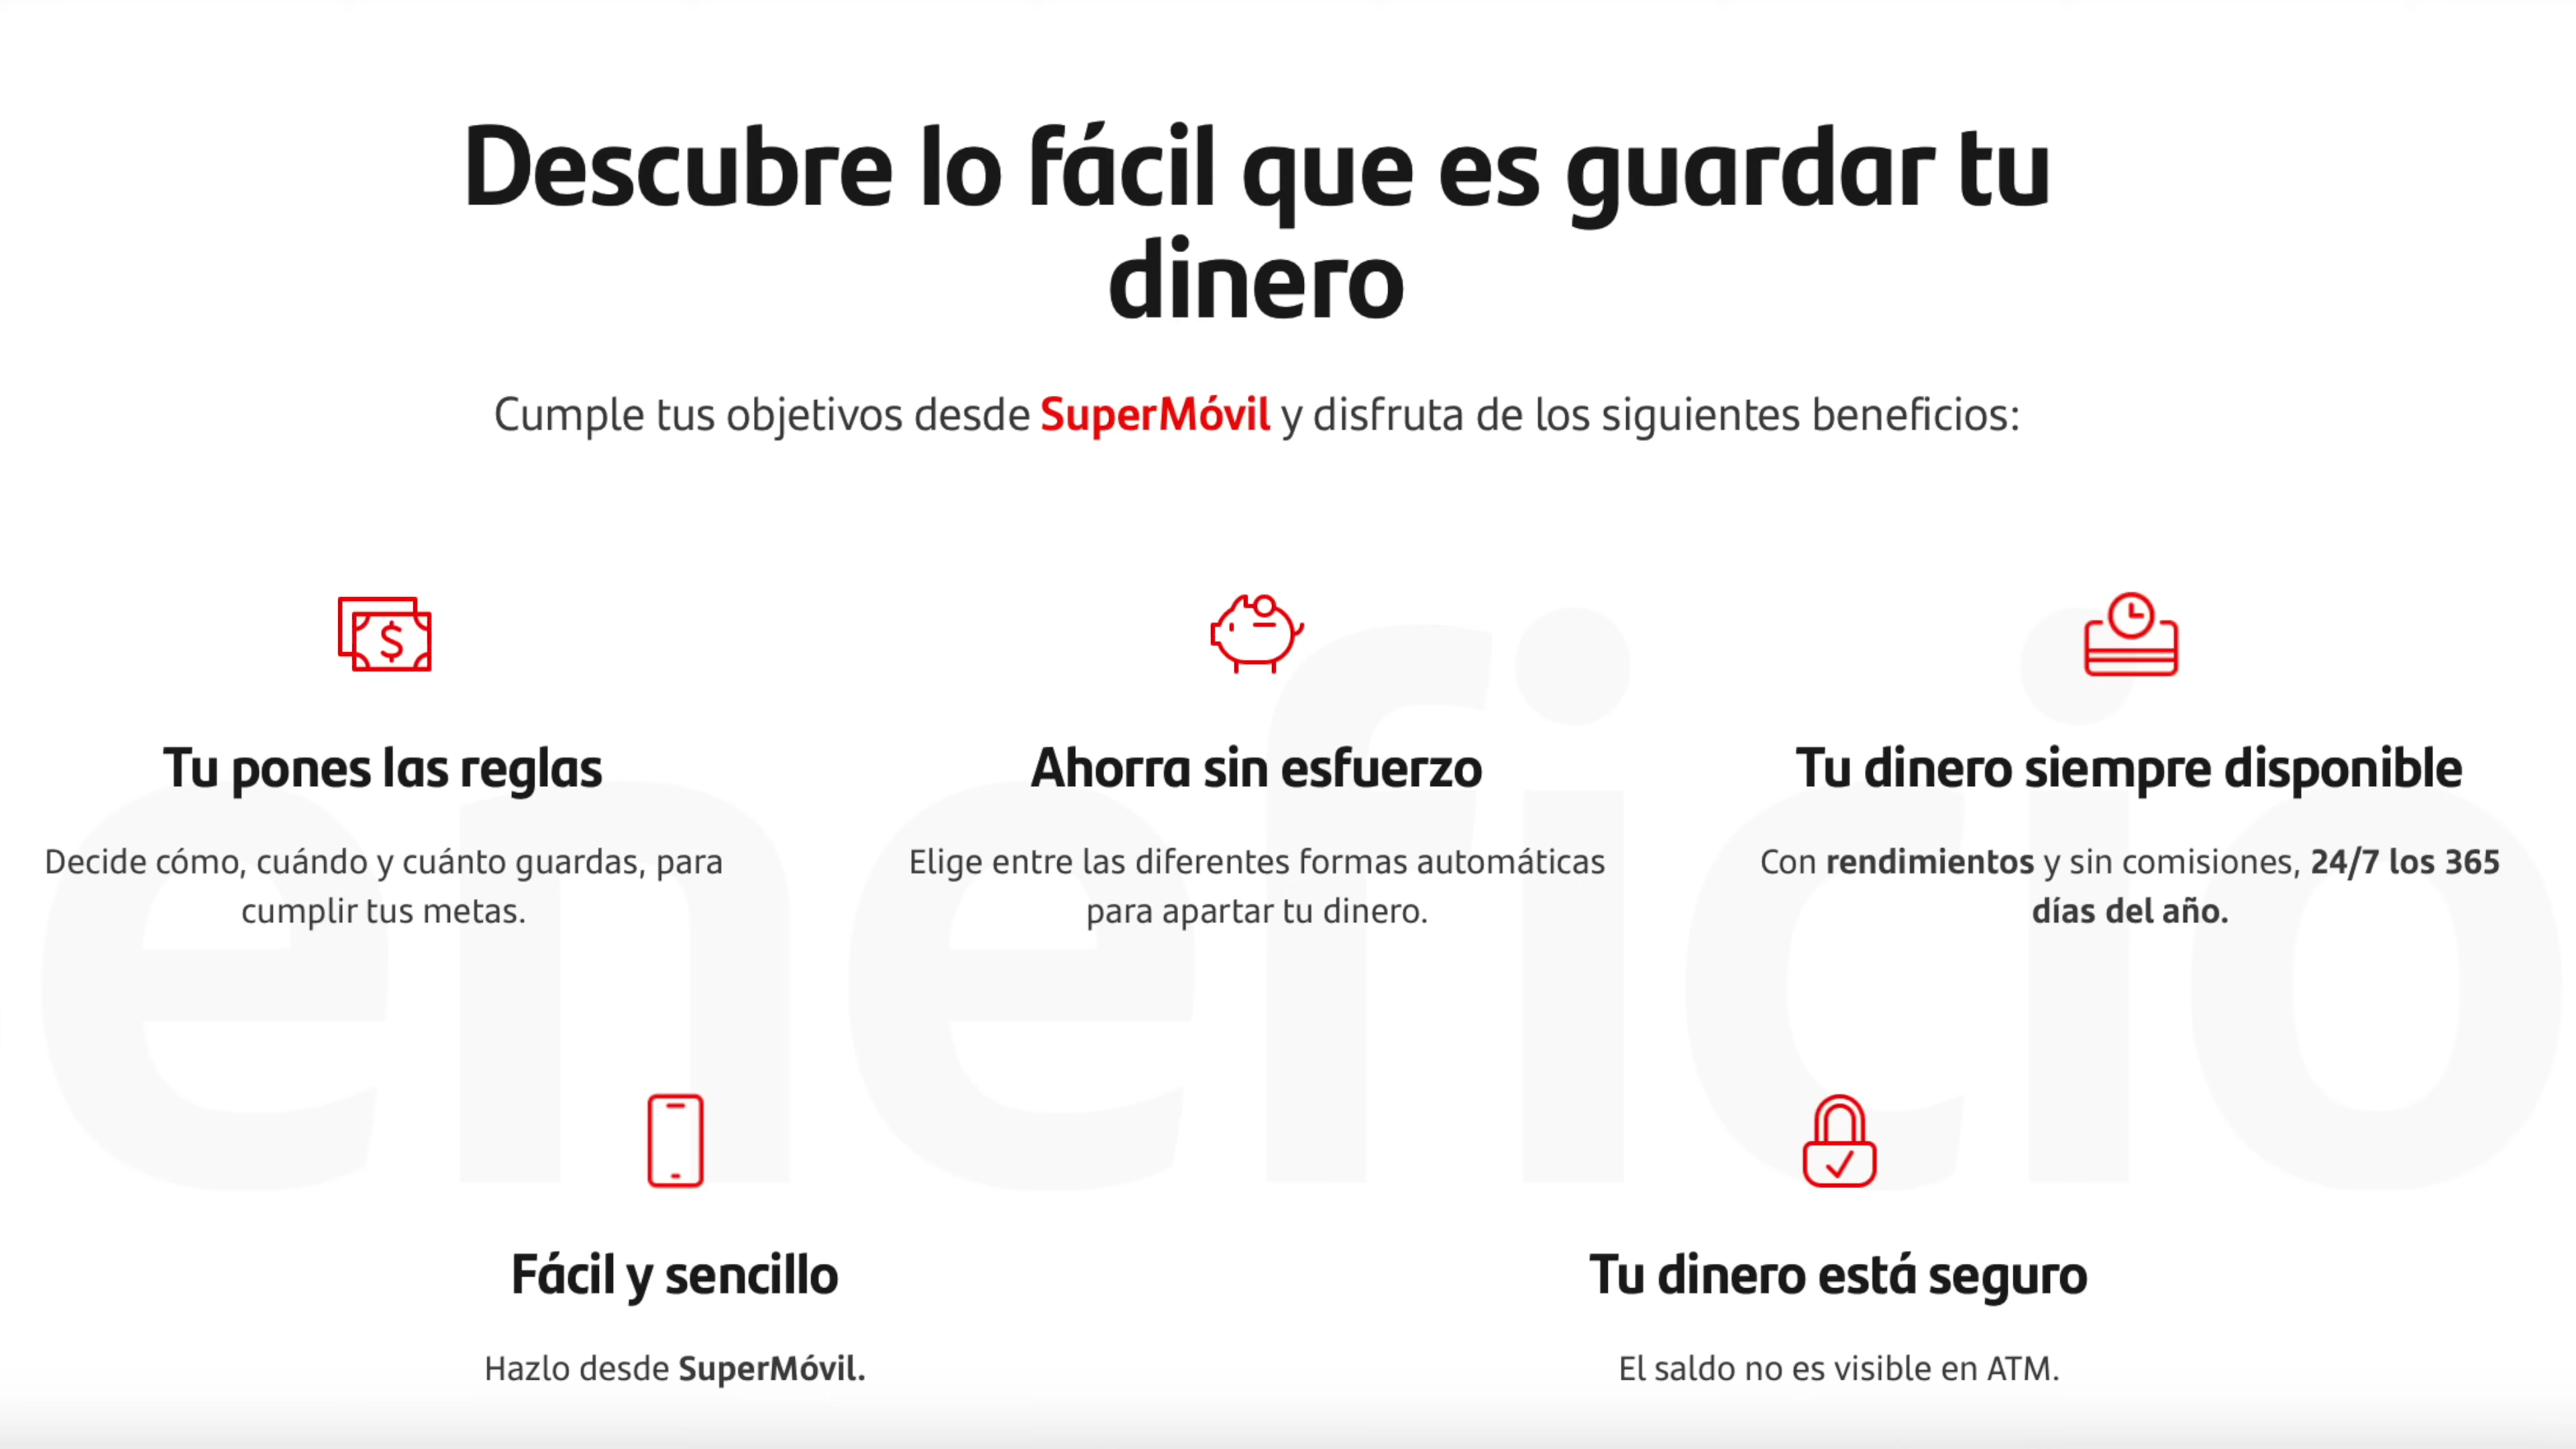 Descubre lo fácil que es guardar tu
dinero
Cumple tus objetivos desde SuperMóvil y disfruta de los siguientes beneficios:
Tu pones las reglas
Decide cómo, cuándo y cuánto guardas, para
cumplir tus metas.
Ahorra sin esfuerzo
Elige entre las diferentes formas automáticas
para apartar tu dinero.
Tu dinero siempre disponible
Con rendimientos y sin comisiones, 24/7 los 365
días del año.
Fácil y sencillo
Hazlo desde SuperMóvil.
Tu dinero está seguro
El saldo no es visible en ATM.
eneficio